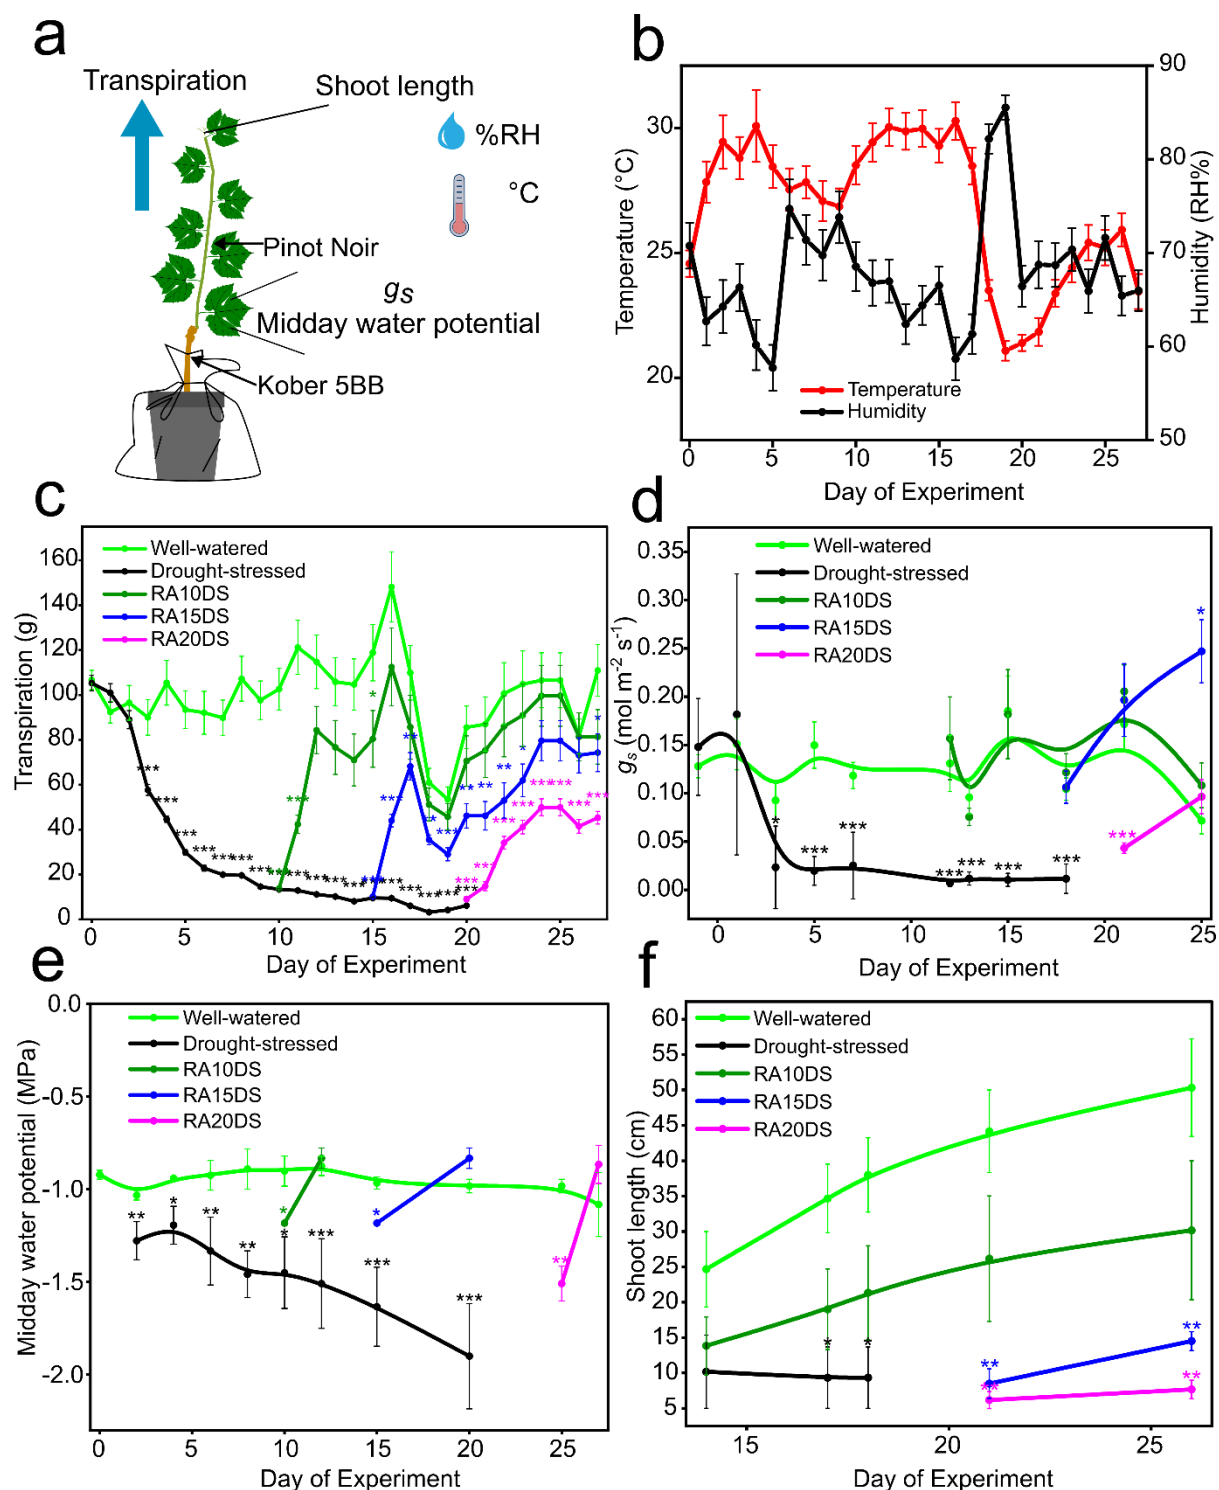 a
Transpiration
Shoot length
%RH
°C
Pinot Noir
gs
Midday water potential
Kober 5BB
b
Temperature (°C)
30
25
20
Humidity (RH%)
90
80
70
60
50
Temperature
Humidity
0 5 10 15 20 25
Day of Experiment
c
Transpiration (g)
160
140
120
100
80
60
40
20
0
Well-watered
Drought-stressed
RA10DS
RA15DS
RA20DS
0 5 10 15 20 25
Day of Experiment
d
gs (mol m-2 s-1)
0.35
0.30
0.25
0.20
0.15
0.10
0.05
0.00
Well-watered
Drought-stressed
RA10DS
RA15DS
RA20DS
0 5 10 15 20 25
Day of Experiment
e
Midday water potential (MPa)
0.0
-0.5
-1.0
-1.5
-2.0
Well-watered
Drought-stressed
RA10DS
RA15DS
RA20DS
0 5 10 15 20 25
Day of Experiment
f
Shoot length (cm)
60
55
50
45
40
35
30
25
20
15
10
5
Well-watered
Drought-stressed
RA10DS
RA15DS
RA20DS
15 20 25
Day of Experiment